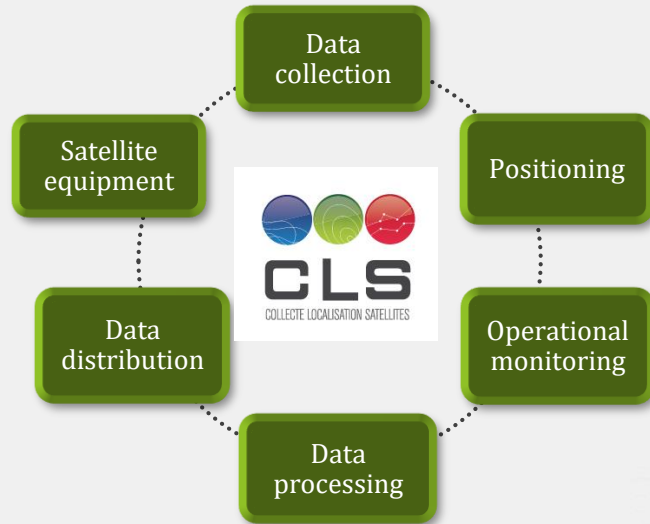 Data
collection
Positioning
Operational
monitoring
Data
processing
Data
distribution
Satellite
equipment
CLS
COLLECTE LOCALISATION SATELLITES